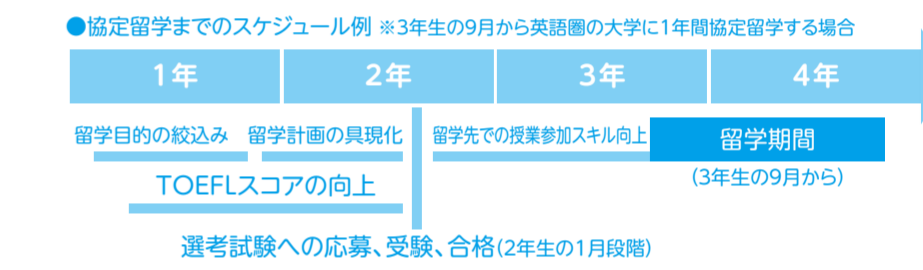 ●協定留学までのスケジュール例 ※3年生の9月から英語圏の大学に1年間協定留学する場合
1年 2年 3年 4年
留学目的の絞込み 留学計画の具現化 留学先での授業参加スキル向上 留学期間
TOEFLスコアの向上 (3年生の9月から)
選考試験への応募、受験、合格(2年生の1月段階)